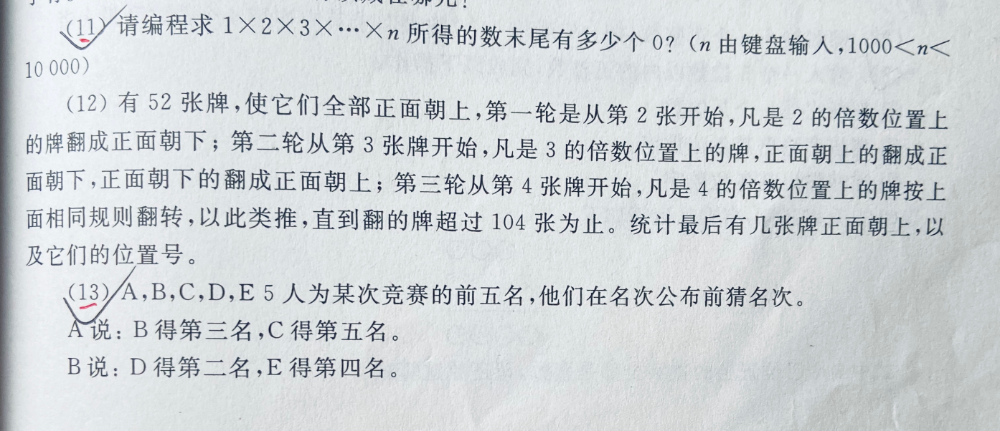 (11) 请编程求 1×2×3×…×n 所得的数末尾有多少个 0? (n 由键盘输入,1000<n<
10 000)
(12) 有 52 张牌,使它们全部正面朝上,第一轮是从第 2 张开始,凡是 2 的倍数位置上
的牌翻成正面朝下; 第二轮从第 3 张牌开始,凡是 3 的倍数位置上的牌,正面朝上的翻成正
面朝下,正面朝下的翻成正面朝上; 第三轮从第 4 张牌开始,凡是 4 的倍数位置上的牌按上
面相同规则翻转,以此类推,直到翻的牌超过 104 张为止。统计最后有几张牌正面朝上,以
及它们的位置号。
(13) A,B,C,D,E 5 人为某次竞赛的前五名,他们在名次公布前猜名次。
A 说: B 得第三名,C 得第五名。
B 说: D 得第二名,E 得第四名。